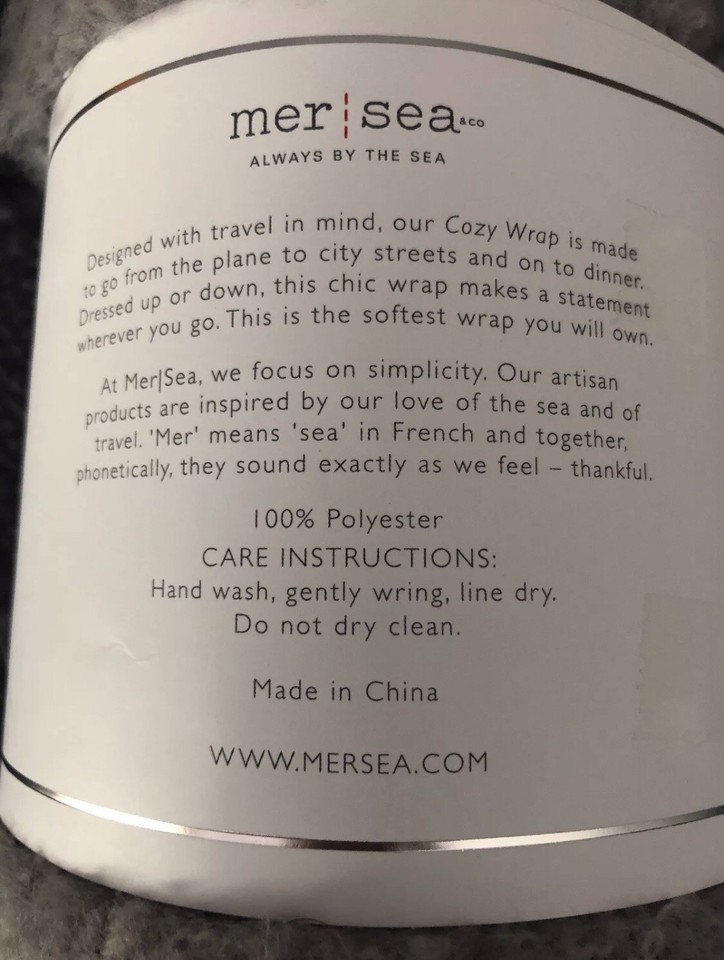 mer¦sea &CO
ALWAYS BY THE SEA
Designed with travel in mind, our Cozy Wrap is made
to go from the plane to city streets and on to dinner.
Dressed up or down, this chic wrap makes a statement
wherever you go. This is the softest wrap you will own.
At Mer|Sea, we focus on simplicity. Our artisan
products are inspired by our love of the sea and of
travel. 'Mer' means 'sea' in French and together,
phonetically, they sound exactly as we feel – thankful.
100% Polyester
CARE INSTRUCTIONS:
Hand wash, gently wring, line dry.
Do not dry clean.
Made in China
WWW.MERSEA.COM